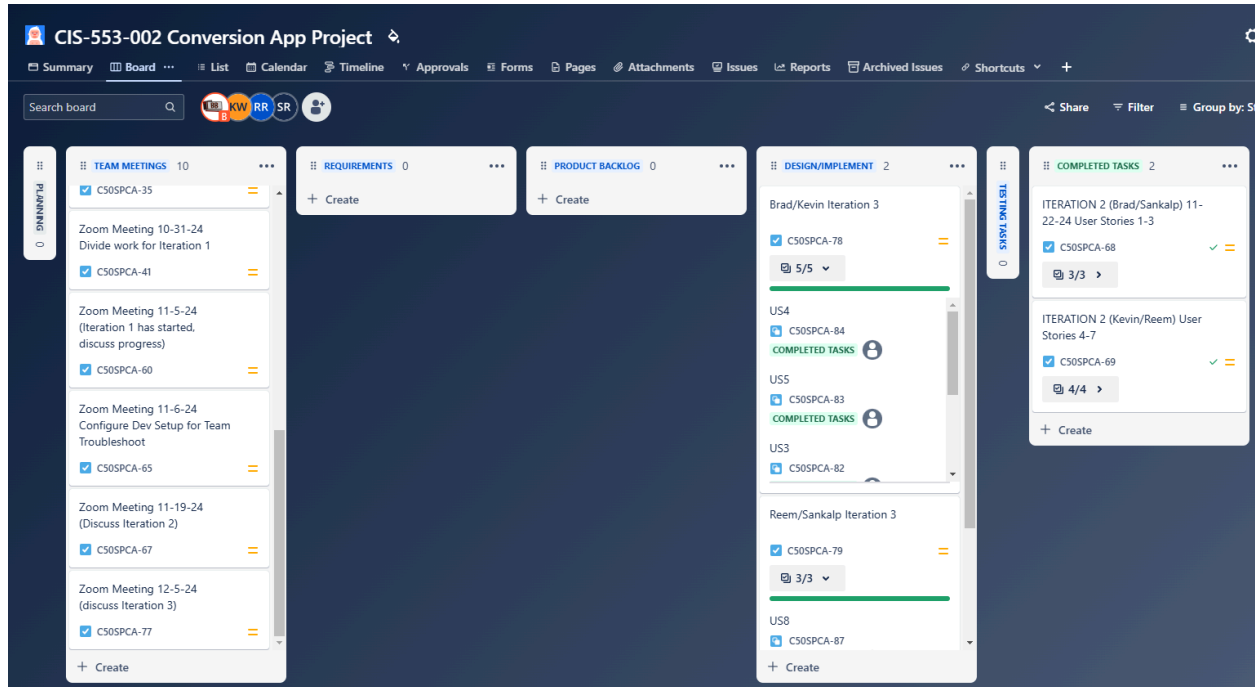 CIS-553-002 Conversion App Project
Summary
Board
List
Calendar
Timeline
Approvals
Forms
Pages
Attachments
Issues
Reports
Archived Issues
Shortcuts
Search board
B
KW
RR
SR
Share
Filter
Group by: St
PLANNING 0
TEAM MEETINGS 10
C50SPCA-35
Zoom Meeting 10-31-24
Divide work for Iteration 1
C50SPCA-41
Zoom Meeting 11-5-24
(Iteration 1 has started,
discuss progress)
C50SPCA-60
Zoom Meeting 11-6-24
Configure Dev Setup for Team
Troubleshoot
C50SPCA-65
Zoom Meeting 11-19-24
(Discuss Iteration 2)
C50SPCA-67
Zoom Meeting 12-5-24
(discuss Iteration 3)
C50SPCA-77
+ Create
REQUIREMENTS 0
+ Create
PRODUCT BACKLOG 0
+ Create
DESIGN/IMPLEMENT 2
Brad/Kevin Iteration 3
C50SPCA-78
5/5
US4
C50SPCA-84
COMPLETED TASKS
US5
C50SPCA-83
COMPLETED TASKS
US3
C50SPCA-82
Reem/Sankalp Iteration 3
C50SPCA-79
3/3
US8
C50SPCA-87
+ Create
TESTING TASKS 0
COMPLETED TASKS 2
ITERATION 2 (Brad/Sankalp) 11-
22-24 User Stories 1-3
C50SPCA-68
3/3
ITERATION 2 (Kevin/Reem) User
Stories 4-7
C50SPCA-69
4/4
+ Create